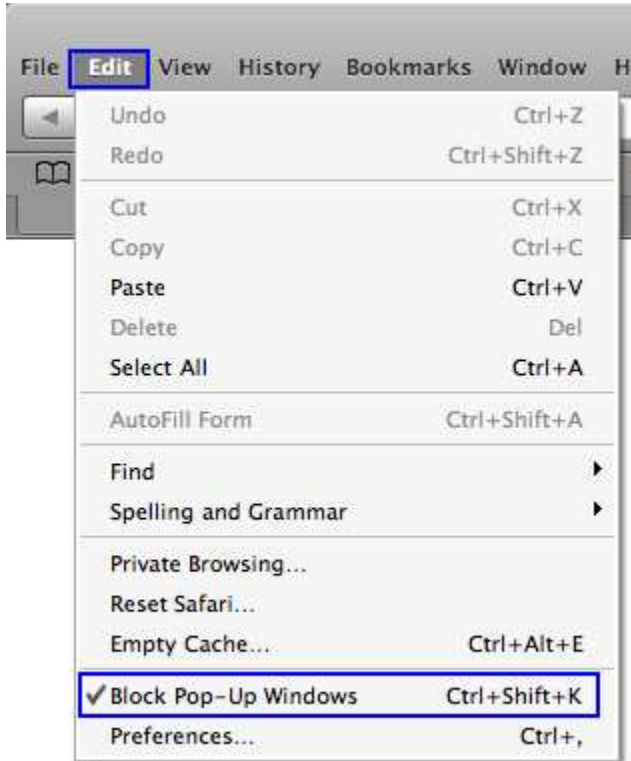 File Edit View History Bookmarks Window H
Undo Ctrl+Z
Redo Ctrl+Shift+Z
Cut Ctrl+X
Copy Ctrl+C
Paste Ctrl+V
Delete Del
Select All Ctrl+A
AutoFill Form Ctrl+Shift+A
Find
Spelling and Grammar
Private Browsing...
Reset Safari...
Empty Cache... Ctrl+Alt+E
Block Pop-Up Windows Ctrl+Shift+K
Preferences... Ctrl+,